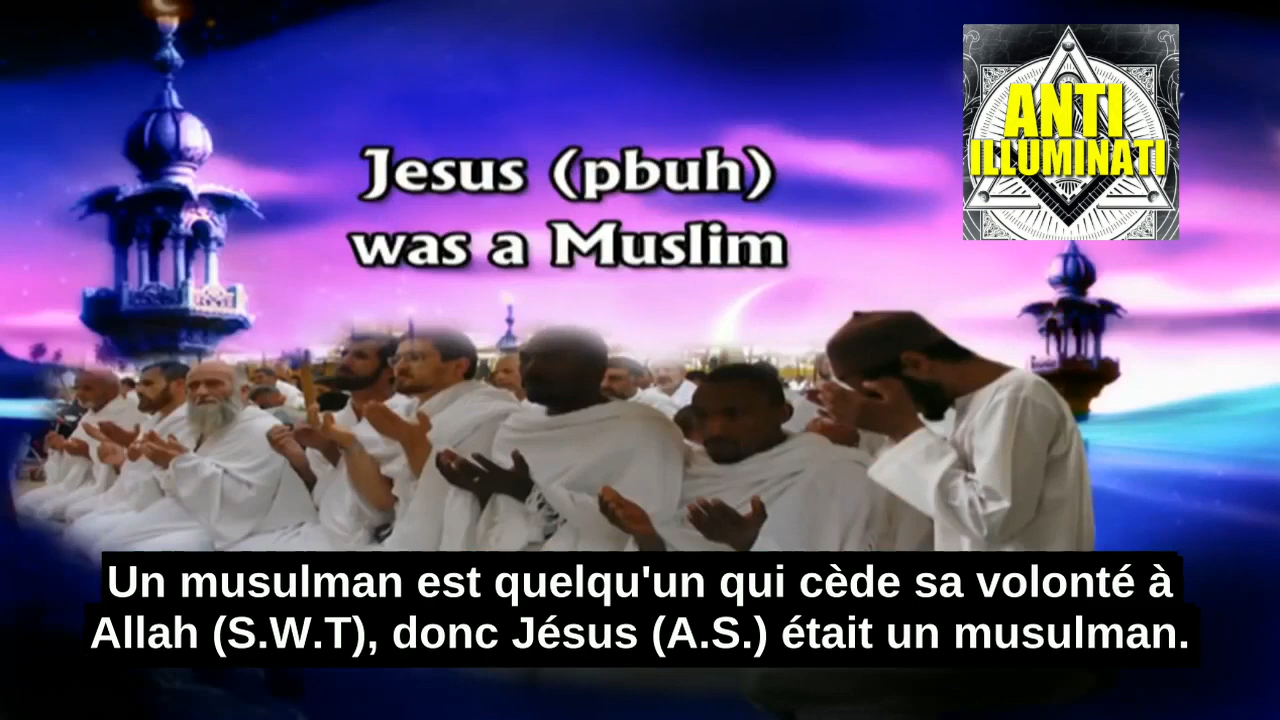 ANTI
ILLUMINATI
Jesus (pbuh)
was a Muslim
Un musulman est quelqu'un qui cède sa volonté à
Allah (S.W.T), donc Jésus (A.S.) était un musulman.